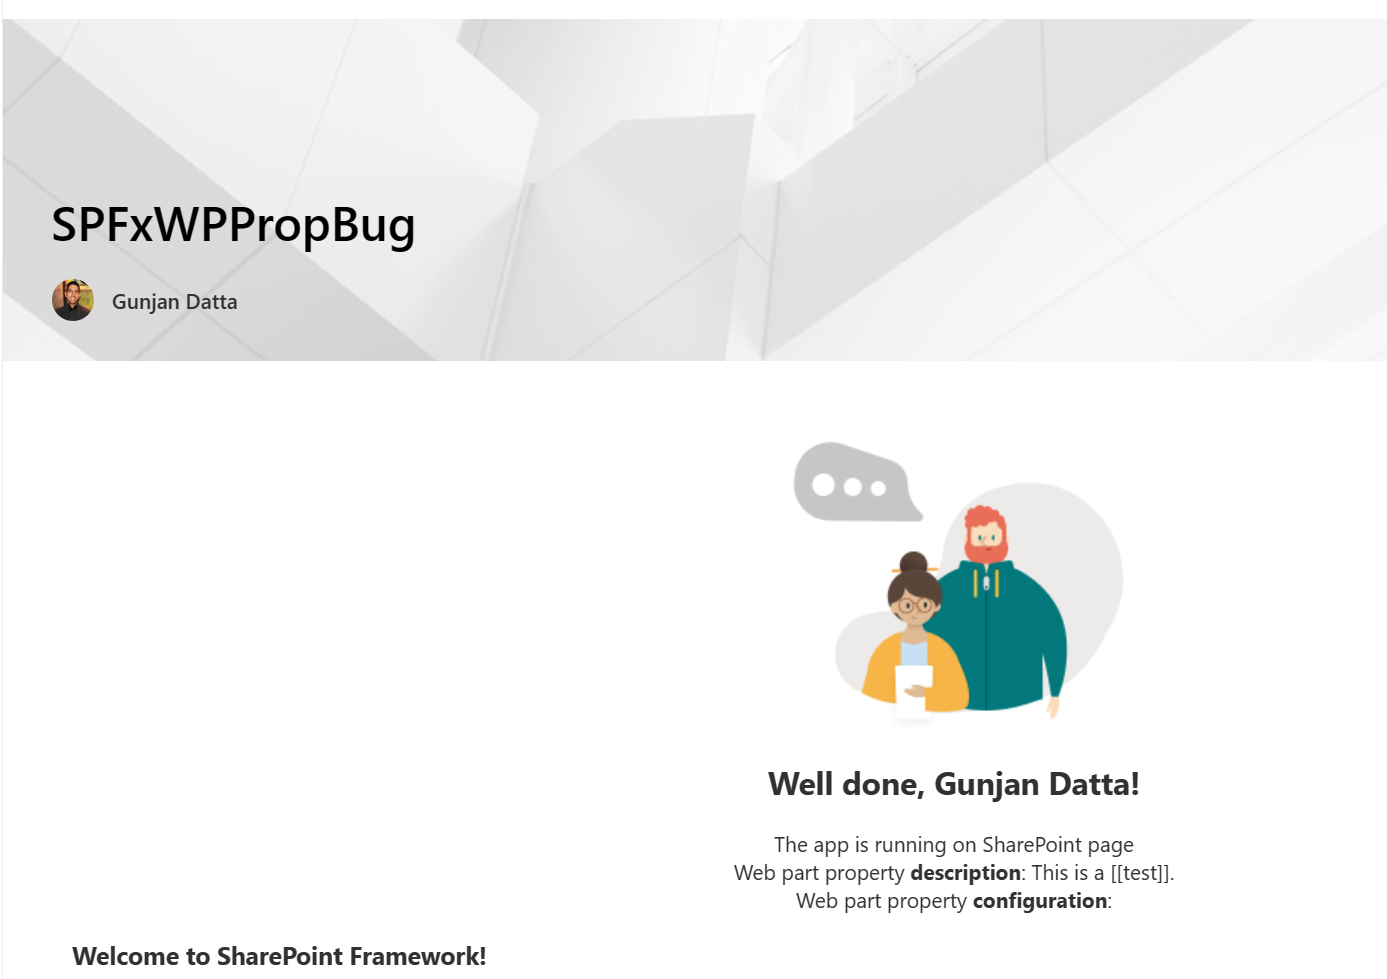 SPFxWPPropBug
Gunjan Datta
Well done, Gunjan Datta!
The app is running on SharePoint page
Web part property description: This is a [[test]].
Web part property configuration:
Welcome to SharePoint Framework!